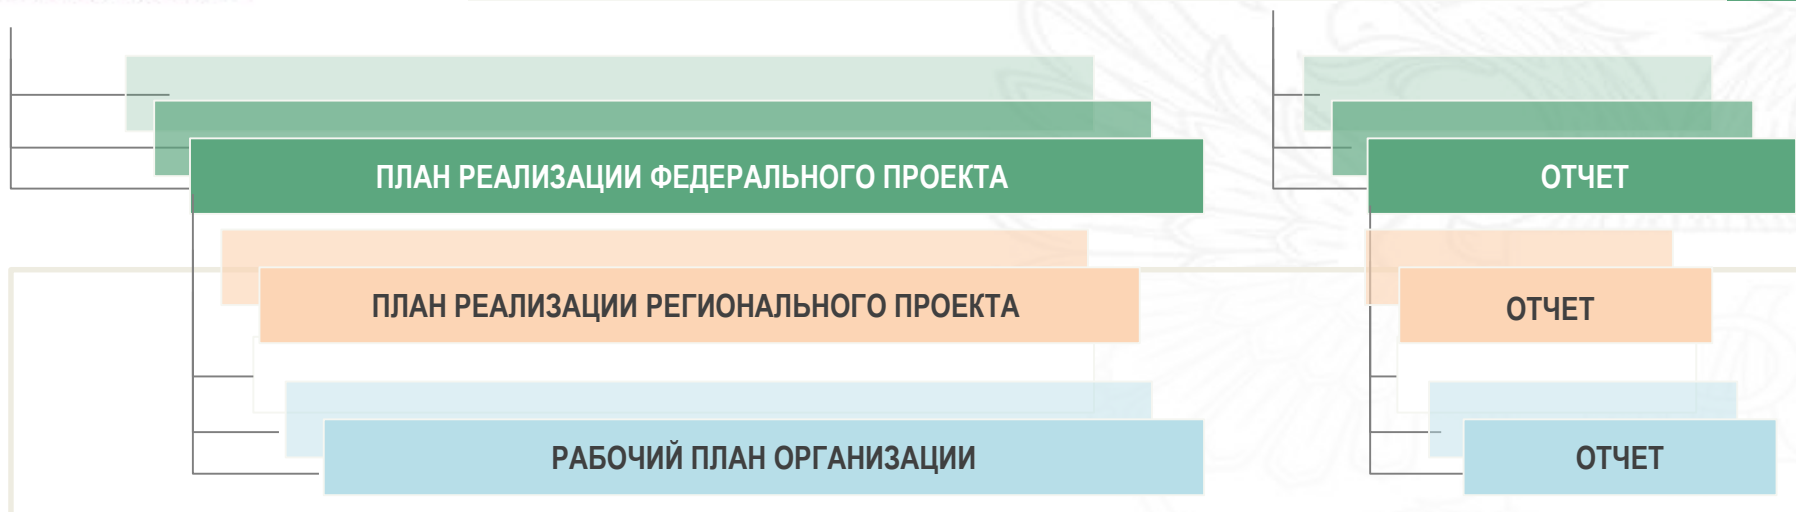 ПЛАН РЕАЛИЗАЦИИ ФЕДЕРАЛЬНОГО ПРОЕКТА
ОТЧЕТ
ПЛАН РЕАЛИЗАЦИИ РЕГИОНАЛЬНОГО ПРОЕКТА
ОТЧЕТ
РАБОЧИЙ ПЛАН ОРГАНИЗАЦИИ
ОТЧЕТ